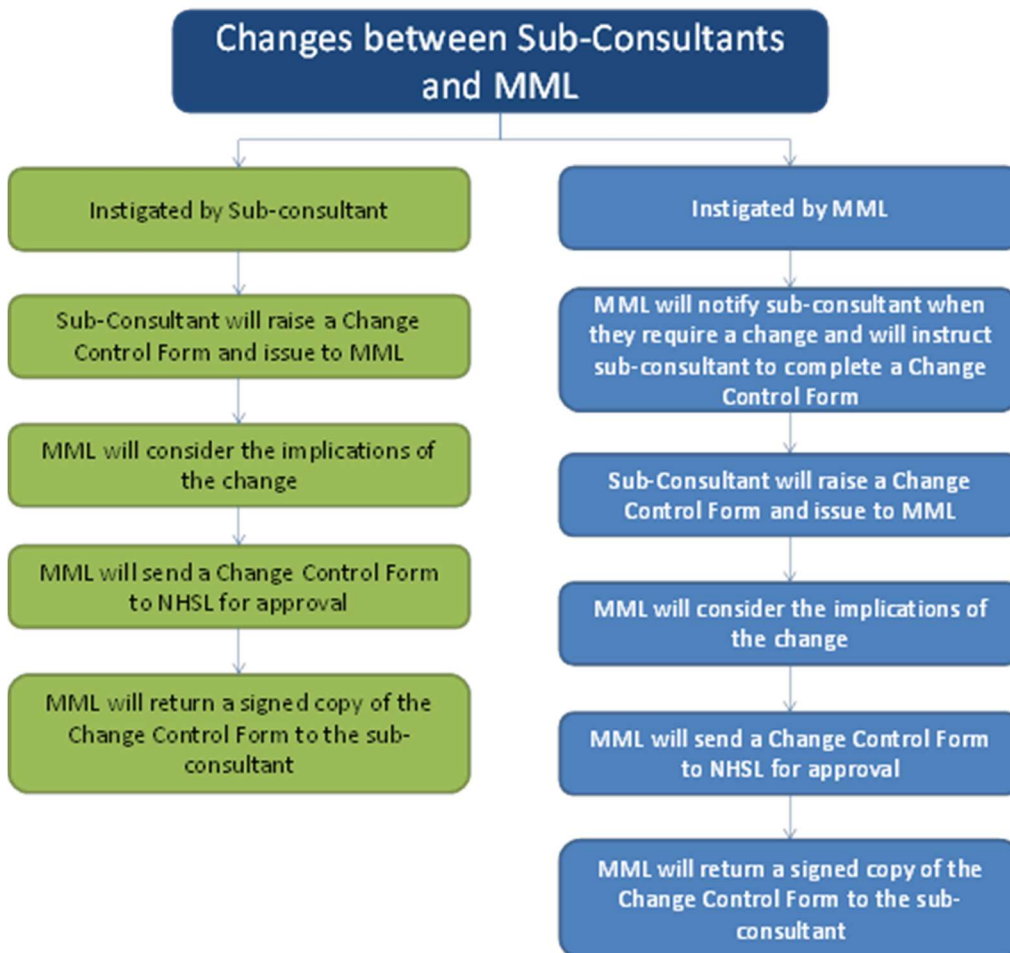 Changes between Sub-Consultants
and MML
Instigated by Sub-consultant
Sub-Consultant will raise a Change
Control Form and issue to MML
MML will consider the implications of
the change
MML will send a Change Control Form
to NHSL for approval
MML will return a signed copy of the
Change Control Form to the sub-
consultant
Instigated by MML
MML will notify sub-consultant when
they require a change and will instruct
sub-consultant to complete a Change
Control Form
Sub-Consultant will raise a Change
Control Form and issue to MML
MML will consider the implications of
the change
MML will send a Change Control Form
to NHSL for approval
MML will return a signed copy of the
Change Control Form to the sub-
consultant